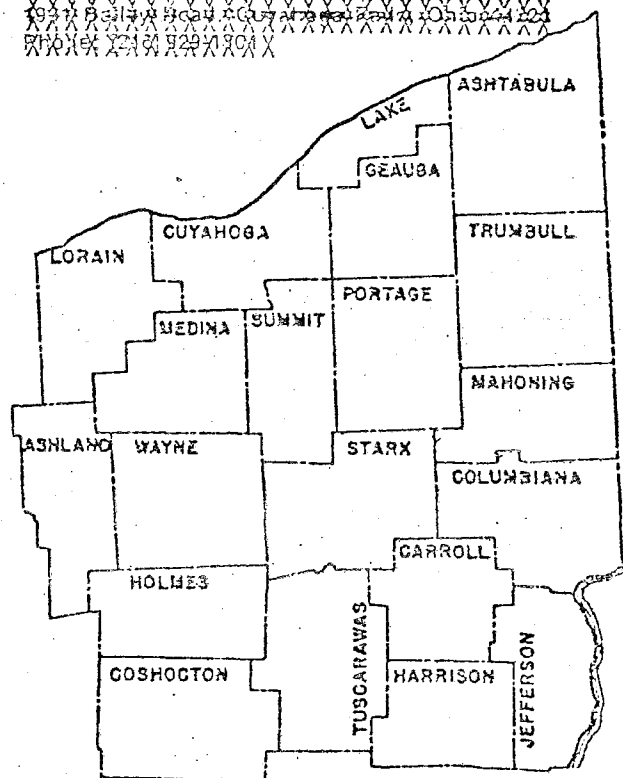 ASHTABULA
LAKE
GEAUGA
CUYAHOGA
TRUMBULL
LORAIN
PORTAGE
MEDINA
SUMMIT
MAHONING
ASHLAND
WAYNE
STARK
COLUMBIANA
CARROLL
HOLMES
TUSCARAWAS
JEFFERSON
COSHOCTON
HARRISON